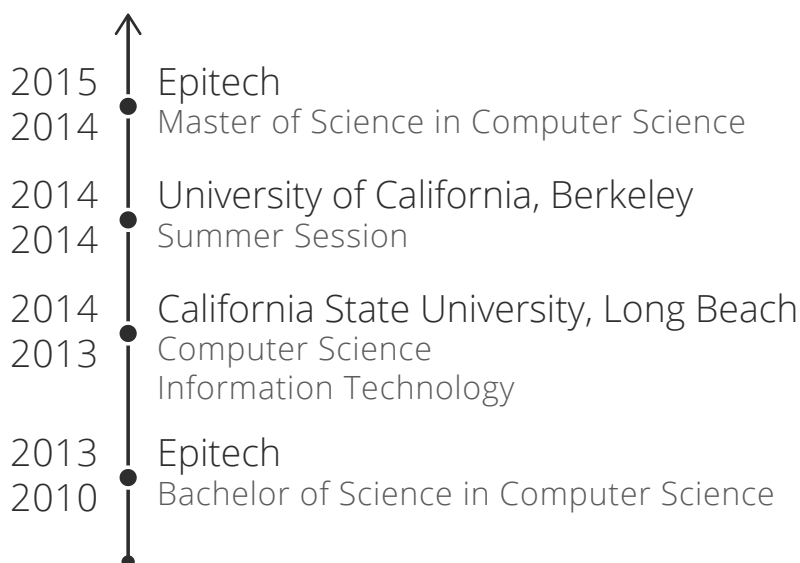 2015 Epitech
2014 Master of Science in Computer Science
2014 University of California, Berkeley
2014 Summer Session
2014 California State University, Long Beach
2013 Computer Science
Information Technology
2013 Epitech
2010 Bachelor of Science in Computer Science